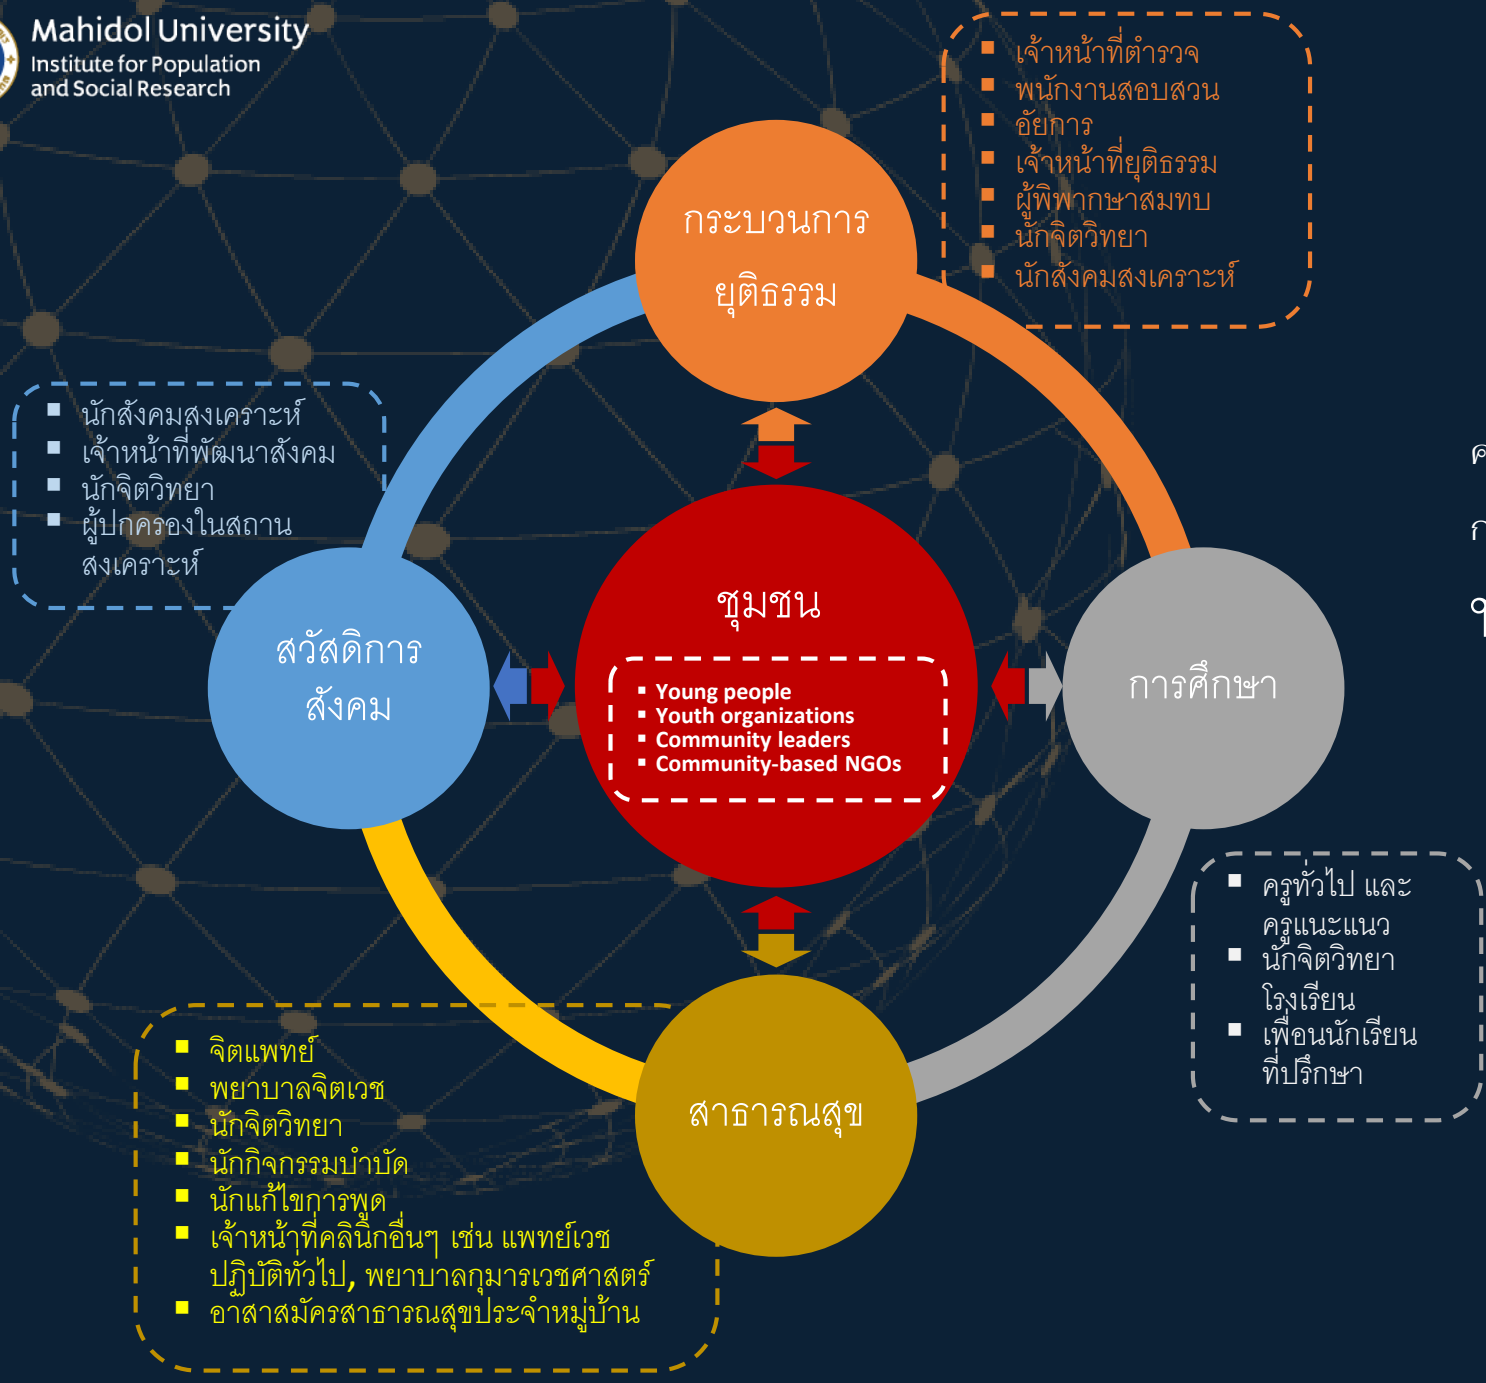 Mahidol University
Institute for Population
and Social Research
▪ เจ้าหน้าที่ตำรวจ
▪ พนักงานสอบสวน
▪ อัยการ
▪ เจ้าหน้าที่ยุติธรรม
▪ ผู้พิพากษาสมทบ
▪ นักจิตวิทยา
▪ นักสังคมสงเคราะห์
กระบวนการ
ยุติธรรม
▪ นักสังคมสงเคราะห์
▪ เจ้าหน้าที่พัฒนาสังคม
▪ นักจิตวิทยา
▪ ผู้ปกครองในสถาน
สงเคราะห์
สวัสดิการ
สังคม
ชุมชน
▪ Young people
▪ Youth organizations
▪ Community leaders
▪ Community-based NGOs
การศึกษา
▪ ครูทั่วไป และ
ครูแนะแนว
▪ นักจิตวิทยา
โรงเรียน
▪ เพื่อนนักเรียน
ที่ปรึกษา
สาธารณสุข
▪ จิตแพทย์
▪ พยาบาลจิตเวช
▪ นักจิตวิทยา
▪ นักกิจกรรมบำบัด
▪ นักแก้ไขการพูด
▪ เจ้าหน้าที่คลินิกอื่นๆ เช่น แพทย์เวช
ปฏิบัติทั่วไป, พยาบาลกุมารเวชศาสตร์
▪ อาสาสมัครสาธารณสุขประจำหมู่บ้าน